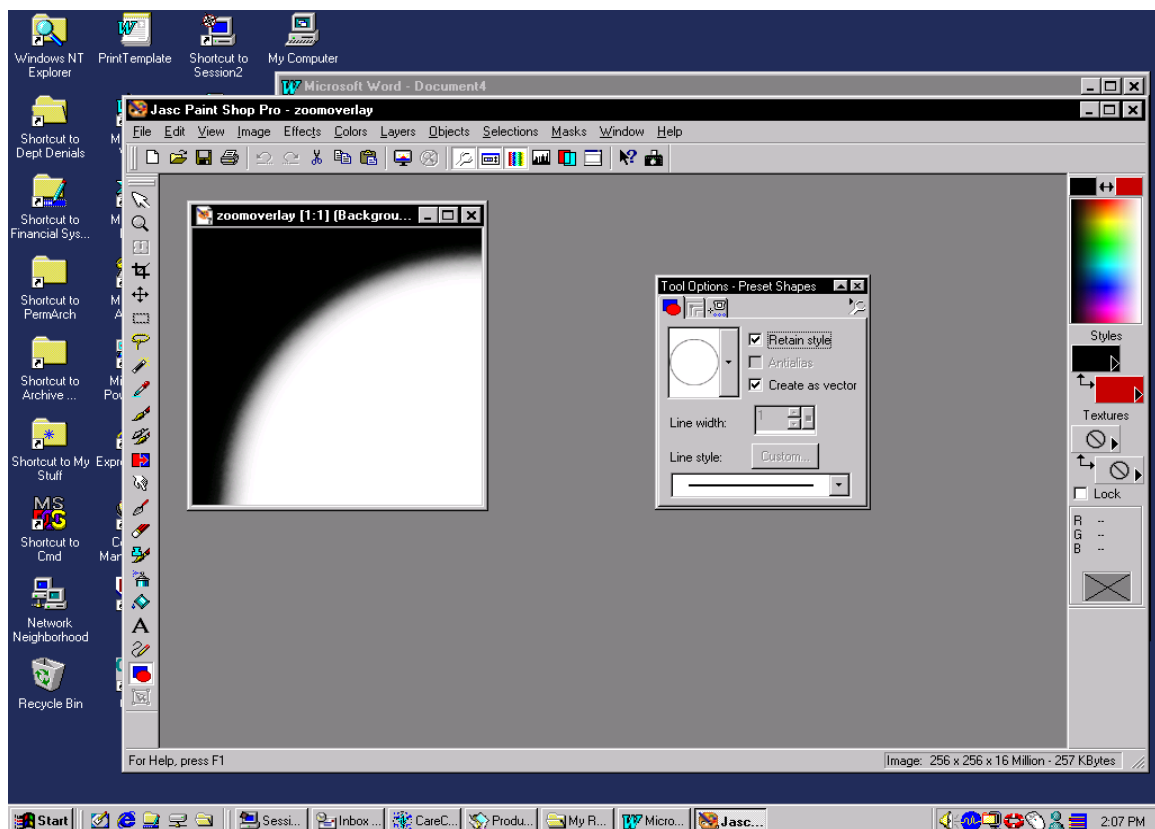 Windows NT
Explorer
PrintTemplate
Shortcut to
Session2
My Computer
Microsoft Word - Document4
Jasc Paint Shop Pro - zoomoverlay
File Edit View Image Effects Colors Layers Objects Selections Masks Window Help
Shortcut to
Dept Denials
Shortcut to
Financial Sys...
Shortcut to
PermArch
Shortcut to
Archive ...
Shortcut to My
Stuff
MS
Shortcut to
Cmd
Network
Neighborhood
Recycle Bin
zoomoverlay [1:1] (Backgrou...
Tool Options - Preset Shapes
Retain style
Antialias
Create as vector
Line width:
1
Line style:
Custom...
Styles
Textures
Lock
R --
G --
B --
A
For Help, press F1
Image: 256 x 256 x 16 Million - 257 KBytes
Start
Sessi...
Inbox ...
CareC...
Produ...
My R...
Micro...
Jasc...
2:07 PM